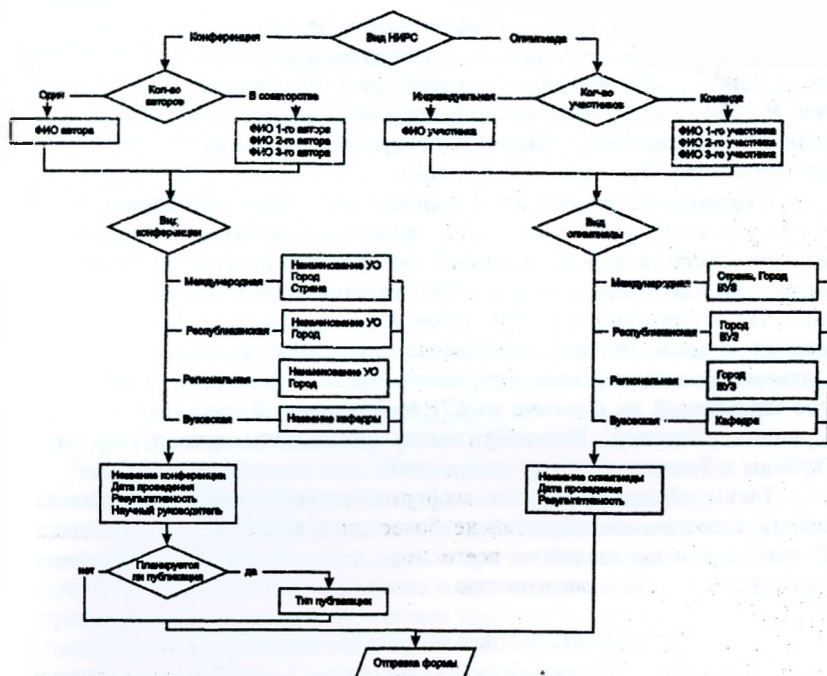 Вид НИРС
Конференция
Олимпиада
Кол-во
авторов
Один
В соавторстве
Кол-во
участников
Индивидуальная
Команда
ФИО автора
ФИО 1-го автора
ФИО 2-го автора
ФИО 3-го автора
ФИО участника
ФИО 1-го участника
ФИО 2-го участника
ФИО 3-го участника
Вид
конференции
Вид
олимпиады
Международная
Наименование УО
Город
Страна
Международная
Страна, Город
ВУЗ
Республиканская
Наименование УО
Город
Республиканская
Город
ВУЗ
Региональная
Наименование УО
Город
Региональная
Город
ВУЗ
Вузовская
Название кафедры
Вузовская
Кафедра
Название конференции
Дата проведения
Результативность
Научный руководитель
Название олимпиады
Дата проведения
Результативность
Планируется
ли публикация
нет
да
Тип публикации
Отправка формы